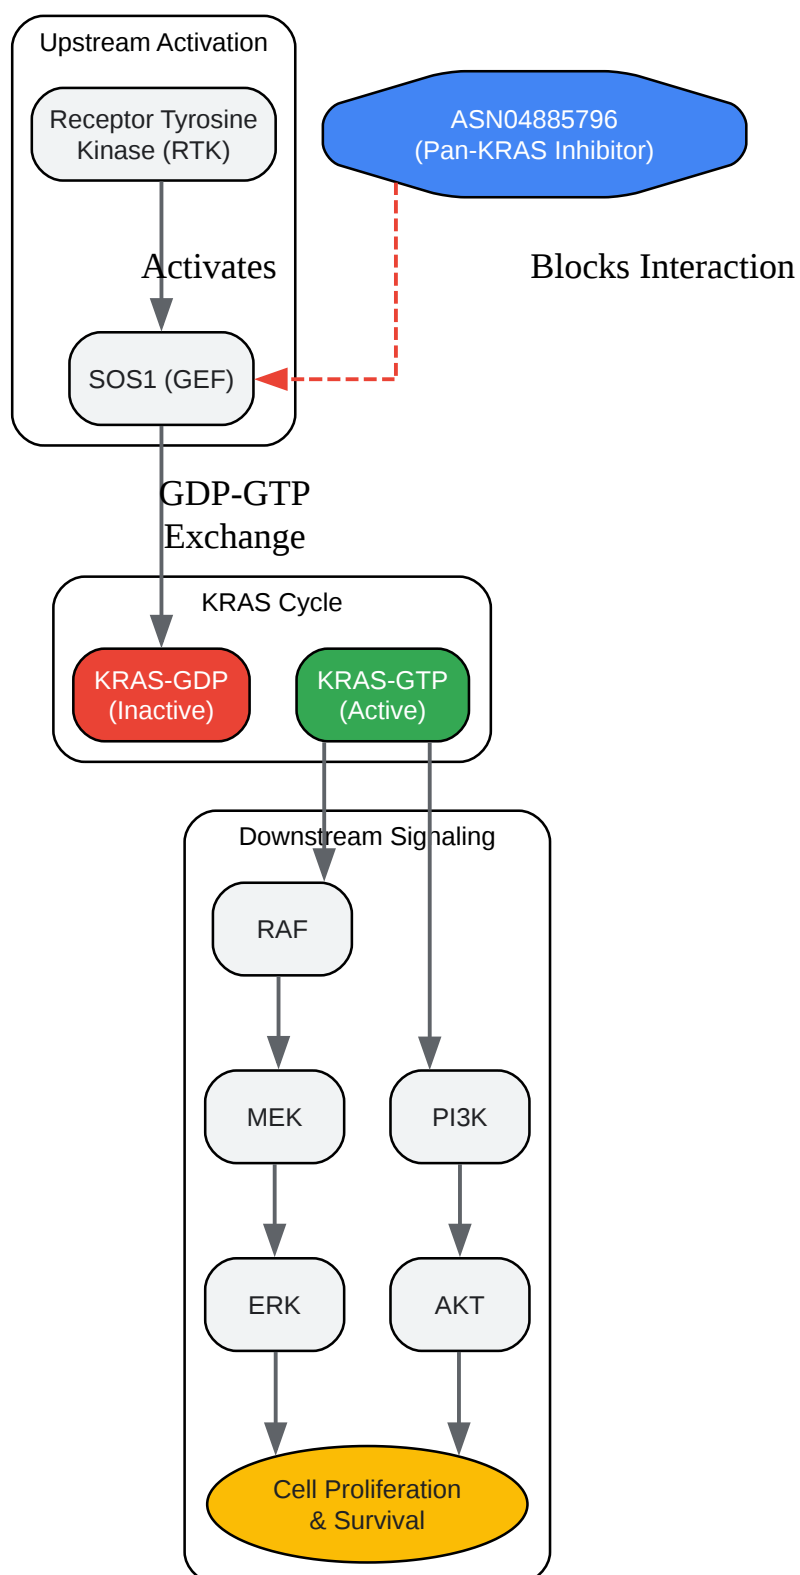 Upstream Activation
Receptor Tyrosine
Kinase (RTK)
ASN04885796
(Pan-KRAS Inhibitor)
Activates
Blocks Interaction
SOS1 (GEF)
GDP-GTP
Exchange
KRAS Cycle
KRAS-GDP
(Inactive)
KRAS-GTP
(Active)
Downstream Signaling
RAF
MEK
PI3K
ERK
AKT
Cell Proliferation
& Survival